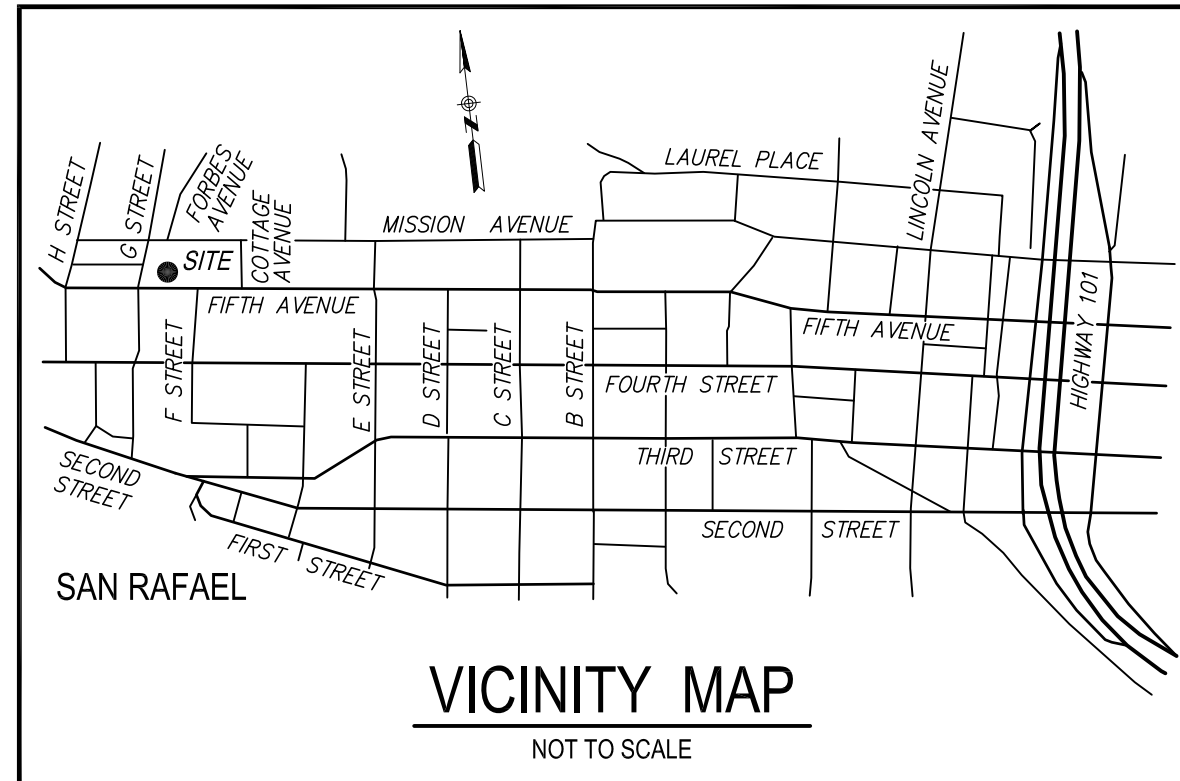 LAUREL PLACE
LINCOLN AVENUE
H STREET
G STREET
FORBES
AVENUE
COTTAGE
AVENUE
MISSION AVENUE
N
SITE
HIGHWAY 101
FIFTH AVENUE
FIFTH AVENUE
F STREET
E STREET
D STREET
C STREET
B STREET
FOURTH STREET
SECOND
STREET
THIRD STREET
FIRST STREET
SECOND STREET
SAN RAFAEL
VICINITY MAP
NOT TO SCALE